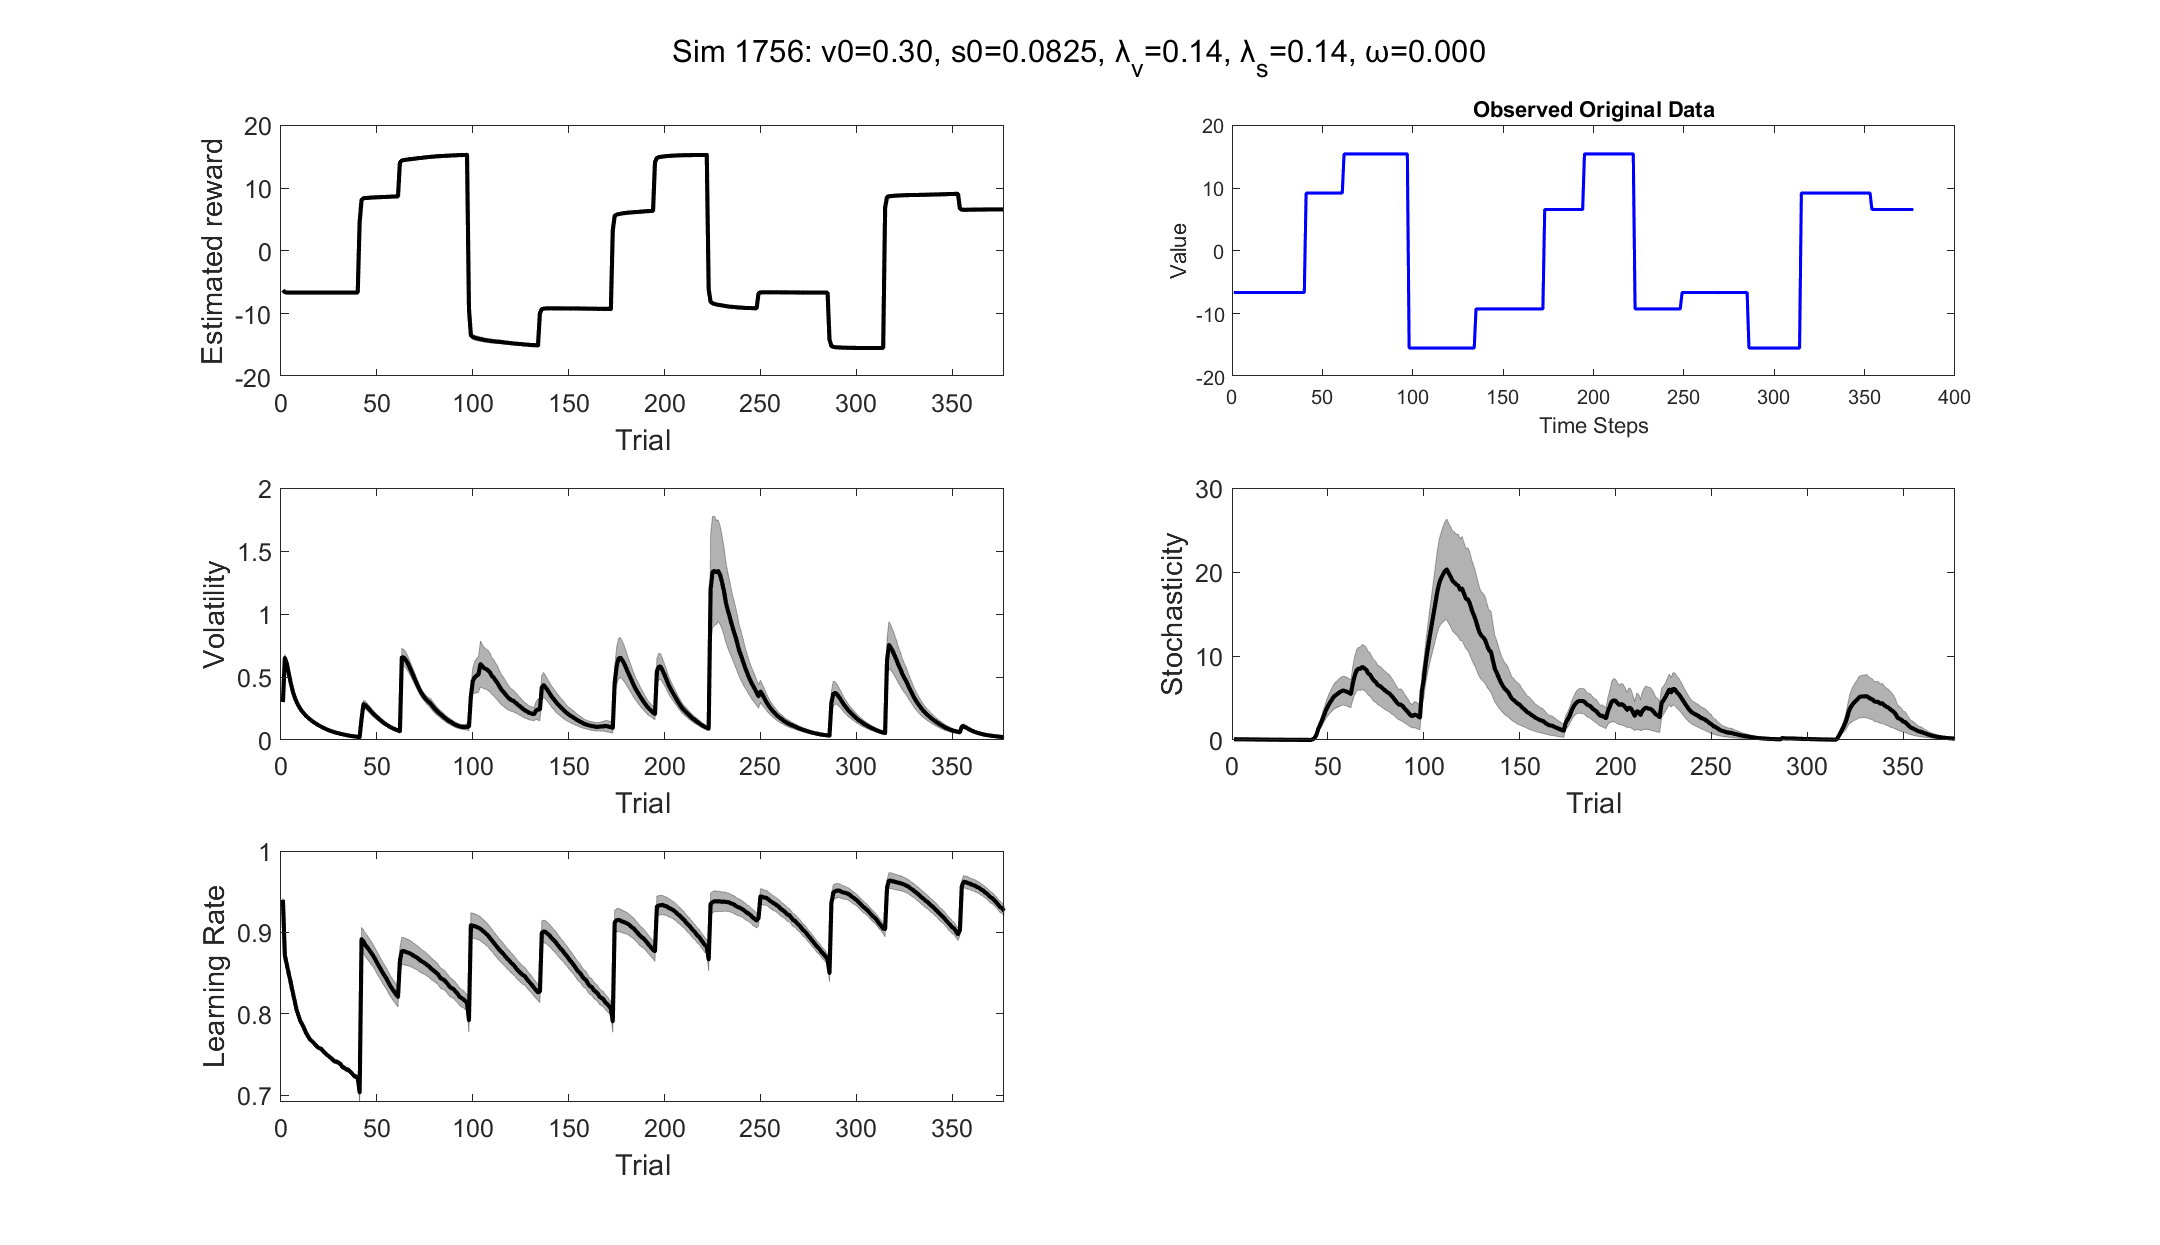 Sim 1756: v0=0.30, s0=0.0825, λv=0.14, λs=0.14, ω=0.000
Estimated reward
20
10
0
-10
-20
0 50 100 150 200 250 300 350
Trial
Observed Original Data
Value
20
10
0
-10
-20
0 50 100 150 200 250 300 350 400
Time Steps
Volatility
2
1.5
1
0.5
0
0 50 100 150 200 250 300 350
Trial
Stochasticity
30
20
10
0
0 50 100 150 200 250 300 350
Trial
Learning Rate
1
0.9
0.8
0.7
0 50 100 150 200 250 300 350
Trial